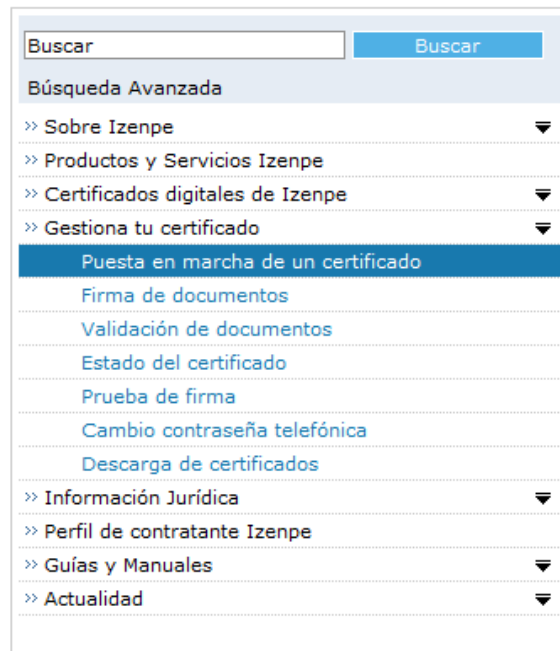 Buscar Buscar
Búsqueda Avanzada
›› Sobre Izenpe
›› Productos y Servicios Izenpe
›› Certificados digitales de Izenpe
›› Gestiona tu certificado
Puesta en marcha de un certificado
Firma de documentos
Validación de documentos
Estado del certificado
Prueba de firma
Cambio contraseña telefónica
Descarga de certificados
›› Información Jurídica
›› Perfil de contratante Izenpe
›› Guías y Manuales
›› Actualidad